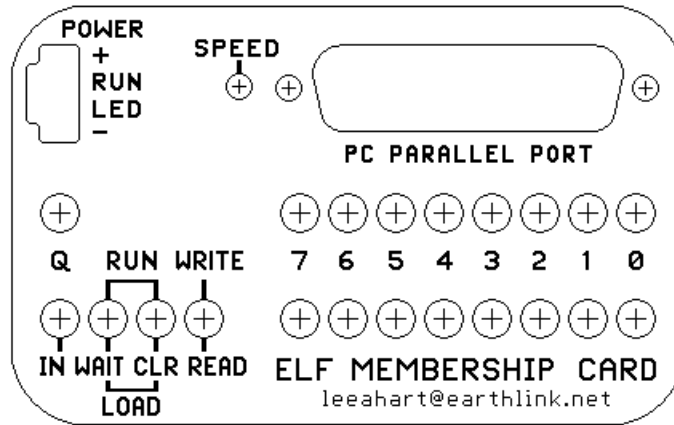 POWER
+
RUN
LED
-
SPEED
PC PARALLEL PORT
Q RUN WRITE 7 6 5 4 3 2 1 0
IN WAIT CLR READ
LOAD
ELF MEMBERSHIP CARD
leeahart@earthlink.net